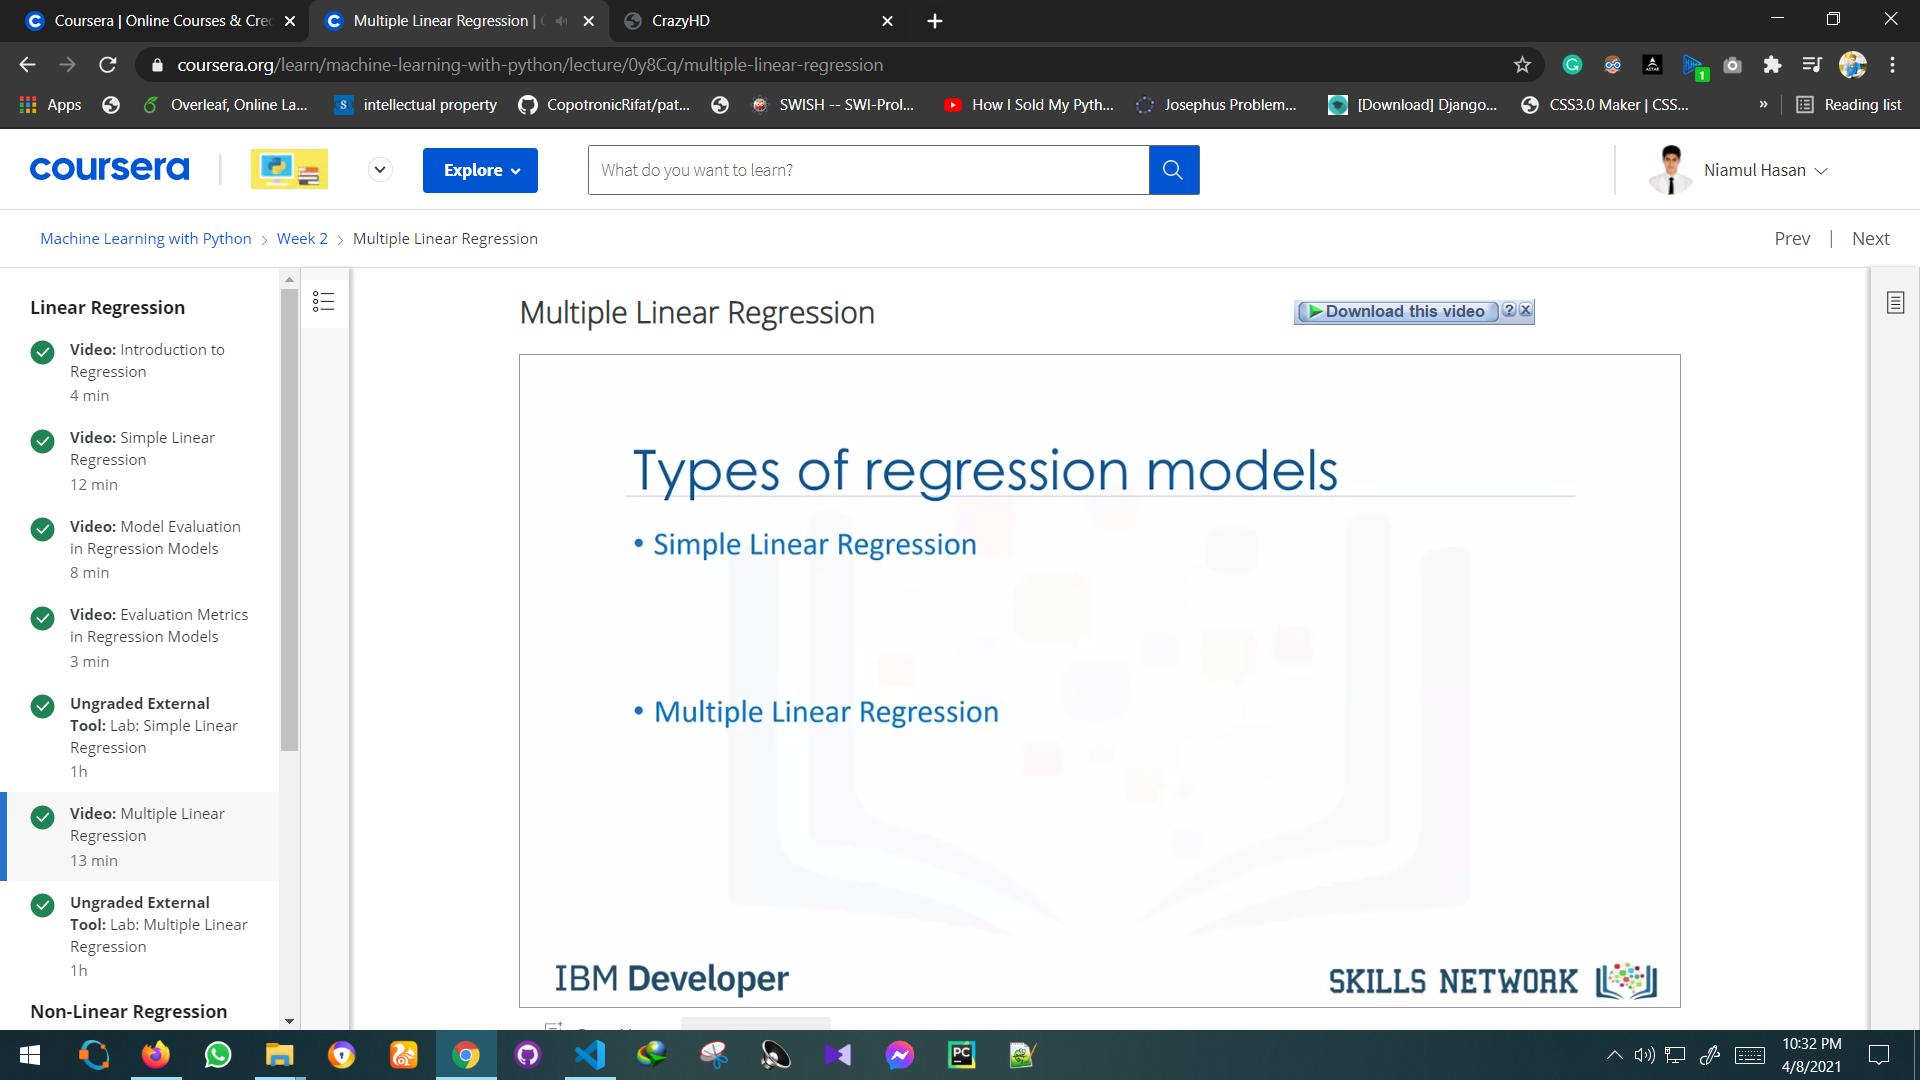 Coursera | Online Courses & Cre
Multiple Linear Regression |
CrazyHD
coursera.org/learn/machine-learning-with-python/lecture/0y8Cq/multiple-linear-regression
1
Apps
Overleaf, Online La...
intellectual property
CopotronicRifat/pat...
SWISH -- SWI-Prol...
How I Sold My Pyth...
Josephus Problem...
[Download] Django...
CSS3.0 Maker | CSS...
»
Reading list
coursera
Explore
What do you want to learn?
Niamul Hasan
Machine Learning with Python > Week 2 > Multiple Linear Regression
Prev | Next
Linear Regression
Video: Introduction to
Regression
4 min
Video: Simple Linear
Regression
12 min
Video: Model Evaluation
in Regression Models
8 min
Video: Evaluation Metrics
in Regression Models
3 min
Ungraded External
Tool: Lab: Simple Linear
Regression
1h
Video: Multiple Linear
Regression
13 min
Ungraded External
Tool: Lab: Multiple Linear
Regression
1h
Non-Linear Regression
Multiple Linear Regression
Download this video ? x
Types of regression models
• Simple Linear Regression
• Multiple Linear Regression
IBM Developer
SKILLS NETWORK
10:32 PM
4/8/2021